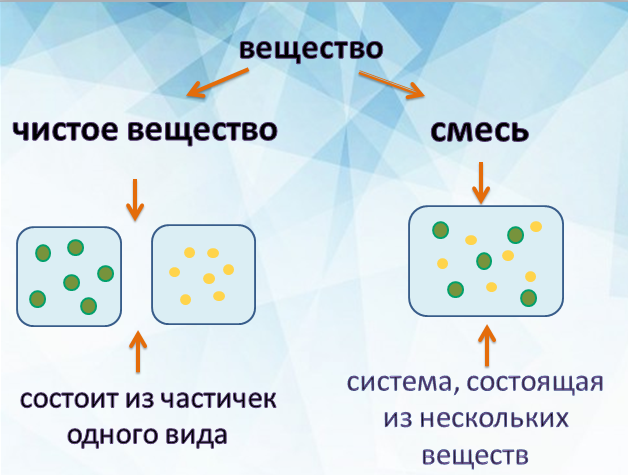 вещество
чистое вещество
смесь
состоит из частичек
одного вида
система, состоящая
из нескольких
веществ